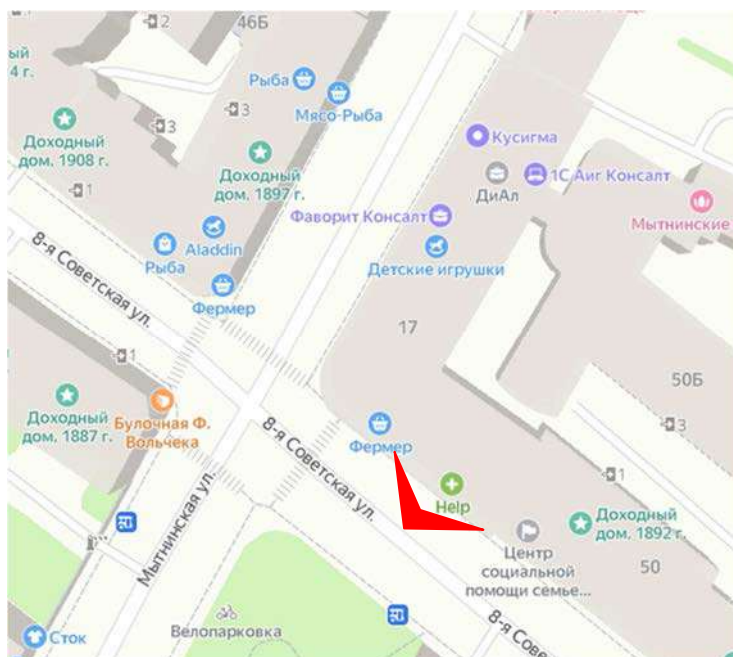 2
46Б
ый
4 г.
Рыба
3
Мясо-Рыба
3
Доходный
дом, 1908 г.
Кусигма
Доходный
дом, 1897 г.
ДиАл
1С Аиг Консалт
1
Фаворит Консалт
Мытнинские
8-я Советская ул.
Aladdin
Рыба
Детские игрушки
Фермер
17
1
50Б
Доходный
дом, 1887 г.
Булочная Ф.
Вольчека
8-я Советская ул.
Фермер
3
1
Help
Мытнинская ул.
Доходный
дом, 1892 г.
Центр
социальной
помощи семье...
50
Велопарковка
8-я Сове
Сток